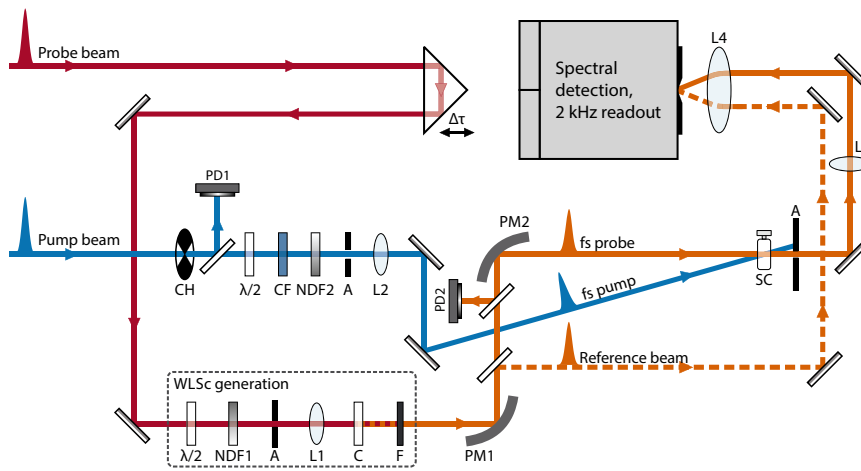 Probe beam
Δτ
Spectral
detection,
2 kHz readout
L4
L
PD1
Pump beam
CH
λ/2
CF
NDF2
A
L2
PM2
fs probe
A
SC
PD2
fs pump
Reference beam
WLSc generation
λ/2
NDF1
A
L1
C
F
PM1